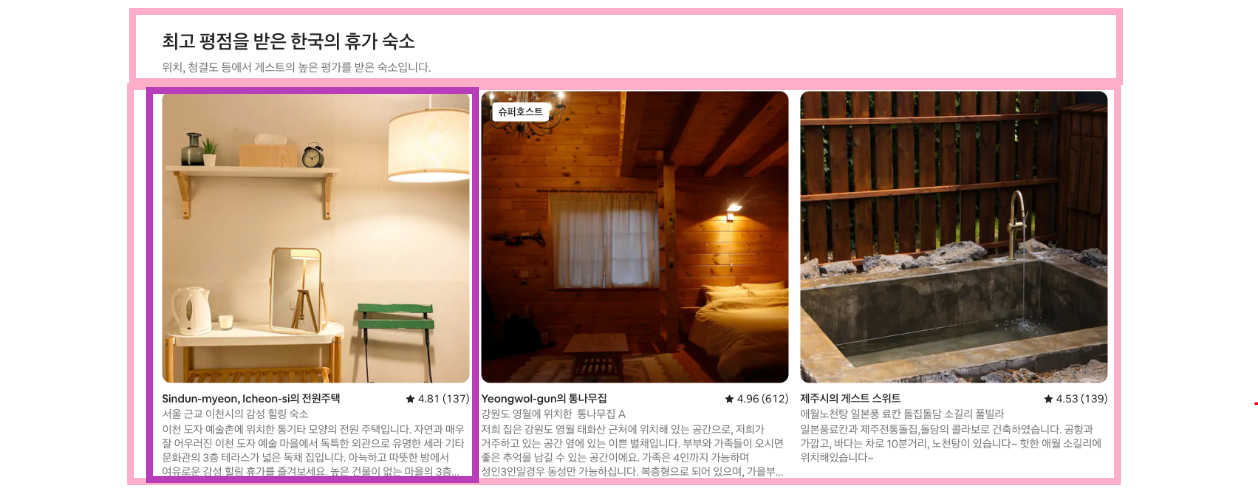 최고 평점을 받은 한국의 휴가 숙소
위치, 청결도 등에서 게스트의 높은 평가를 받은 숙소입니다.
슈퍼호스트
Sindun-myeon, Icheon-si의 전원주택 ★ 4.81 (137)
서울 근교 이천시의 감성 힐링 숙소
이천 도자 예술촌에 위치한 통기타 모양의 전원 주택입니다. 자연과 매우
잘 어우러진 이천 도자 예술 마을에서 독특한 외관으로 유명한 세라 기타
문화관의 3층 테라스가 넓은 독채 집입니다. 아늑하고 따뜻한 방에서
여유로운 감성 힐링 휴가를 즐겨보세요. 높은 건물이 없는 마을의 3층...
Yeongwol-gun의 통나무집 ★ 4.96 (612)
강원도 영월에 위치한 통나무집 A
저희 집은 강원도 영월 태화산 근처에 위치해 있는 공간으로, 저희가
거주하고 있는 공간 옆에 있는 이쁜 별채입니다. 부부와 가족들이 오시면
좋은 추억을 남길 수 있는 공간이에요. 가족은 4인까지 가능하며
성인3인일경우 동성만 가능하십니다. 복층형으로 되어 있으며, 가을부...
제주시의 게스트 스위트 ★ 4.53 (139)
애월노천탕 일본풍 료칸 돌집돌담 소길리 풀빌라
일본풍료칸과 제주전통돌집,돌담의 콜라보로 건축하였습니다. 공항과
가깝고, 바다는 차로 10분거리, 노천탕이 있습니다~ 핫한 애월 소길리에
위치해있습니다~